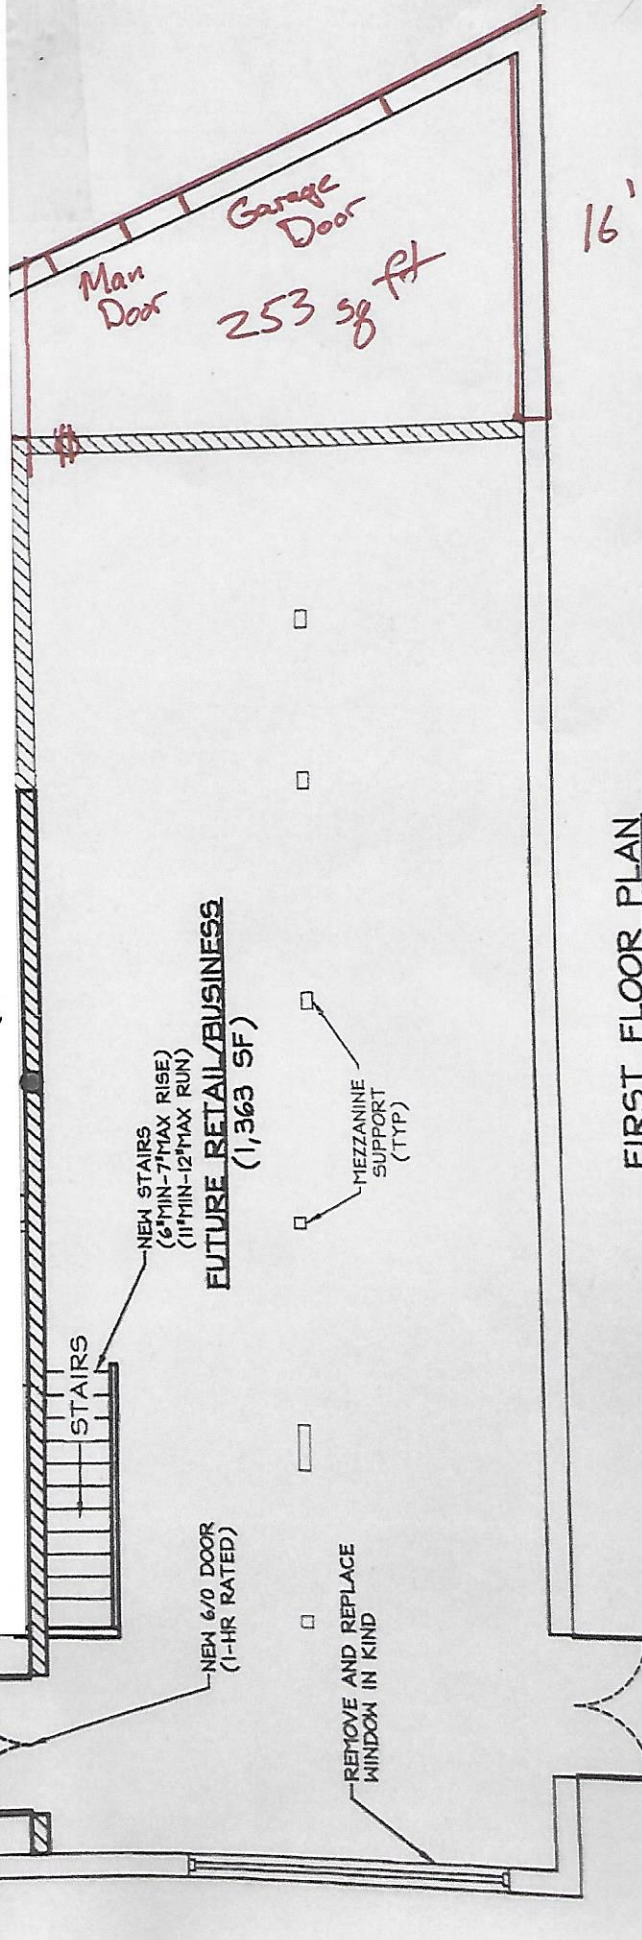 Garage
Door
Man
Door
253 sq ft
16'
NEW STAIRS
(6"MIN-7"MAX RISE)
(11"MIN-12"MAX RUN)
FUTURE RETAIL/BUSINESS
(1,363 SF)
MEZZANINE
SUPPORT
(TYP)
STAIRS
NEW 6/0 DOOR
(1-HR RATED)
REMOVE AND REPLACE
WINDOW IN KIND
FIRST FLOOR PLAN